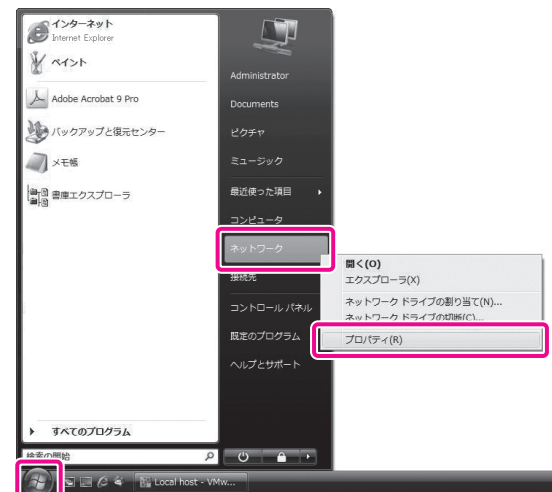 インターネット
Internet Explorer
ペイント
Adobe Acrobat 9 Pro
バックアップと復元センター
メモ帳
書庫エクスプローラ
すべてのプログラム
検索の開始
Administrator
Documents
ピクチャ
ミュージック
最近使った項目
コンピュータ
ネットワーク
接続先
コントロール パネル
既定のプログラム
ヘルプとサポート
開く(O)
エクスプローラ(X)
ネットワーク ドライブの割り当て(N)...
ネットワーク ドライブの切断(C)...
プロパティ(R)
Local host - VMw...